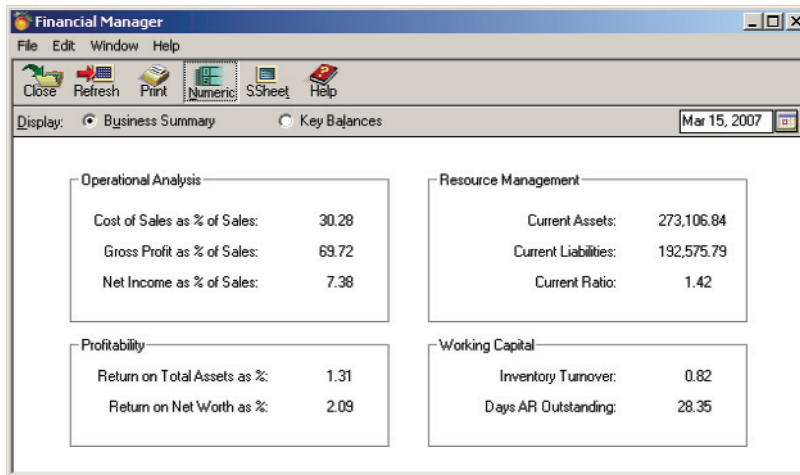 Financial Manager
File Edit Window Help
Close Refresh Print Numeric S.Sheet Help
Display: Business Summary Key Balances Mar 15, 2007
Operational Analysis
Cost of Sales as % of Sales: 30.28
Gross Profit as % of Sales: 69.72
Net Income as % of Sales: 7.38
Resource Management
Current Assets: 273,106.84
Current Liabilities: 192,575.79
Current Ratio: 1.42
Profitability
Return on Total Assets as %: 1.31
Return on Net Worth as %: 2.09
Working Capital
Inventory Turnover: 0.82
Days AR Outstanding: 28.35